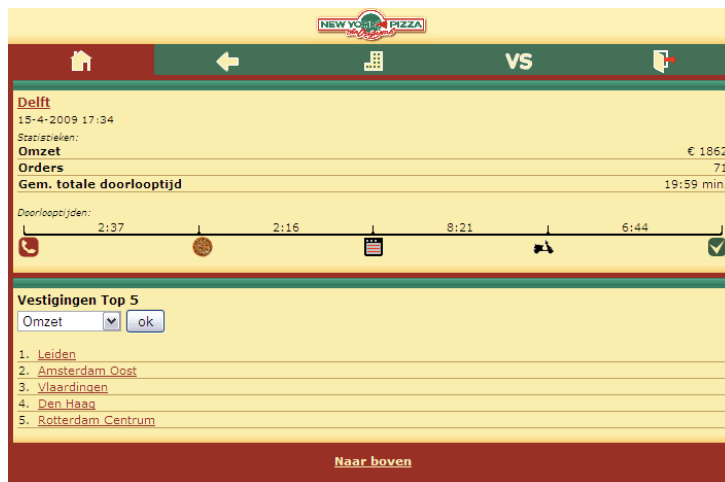 NEW YORK PIZZA
VS
Delft
15-4-2009 17:34
Statistieken:
Omzet € 1862
Orders 71
Gem. totale doorlooptijd 19:59 min.
Doorlooptijden:
2:37 2:16 8:21 6:44
Vestigingen Top 5
Omzet ok
1. Leiden
2. Amsterdam Oost
3. Vlaardingen
4. Den Haag
5. Rotterdam Centrum
Naar boven